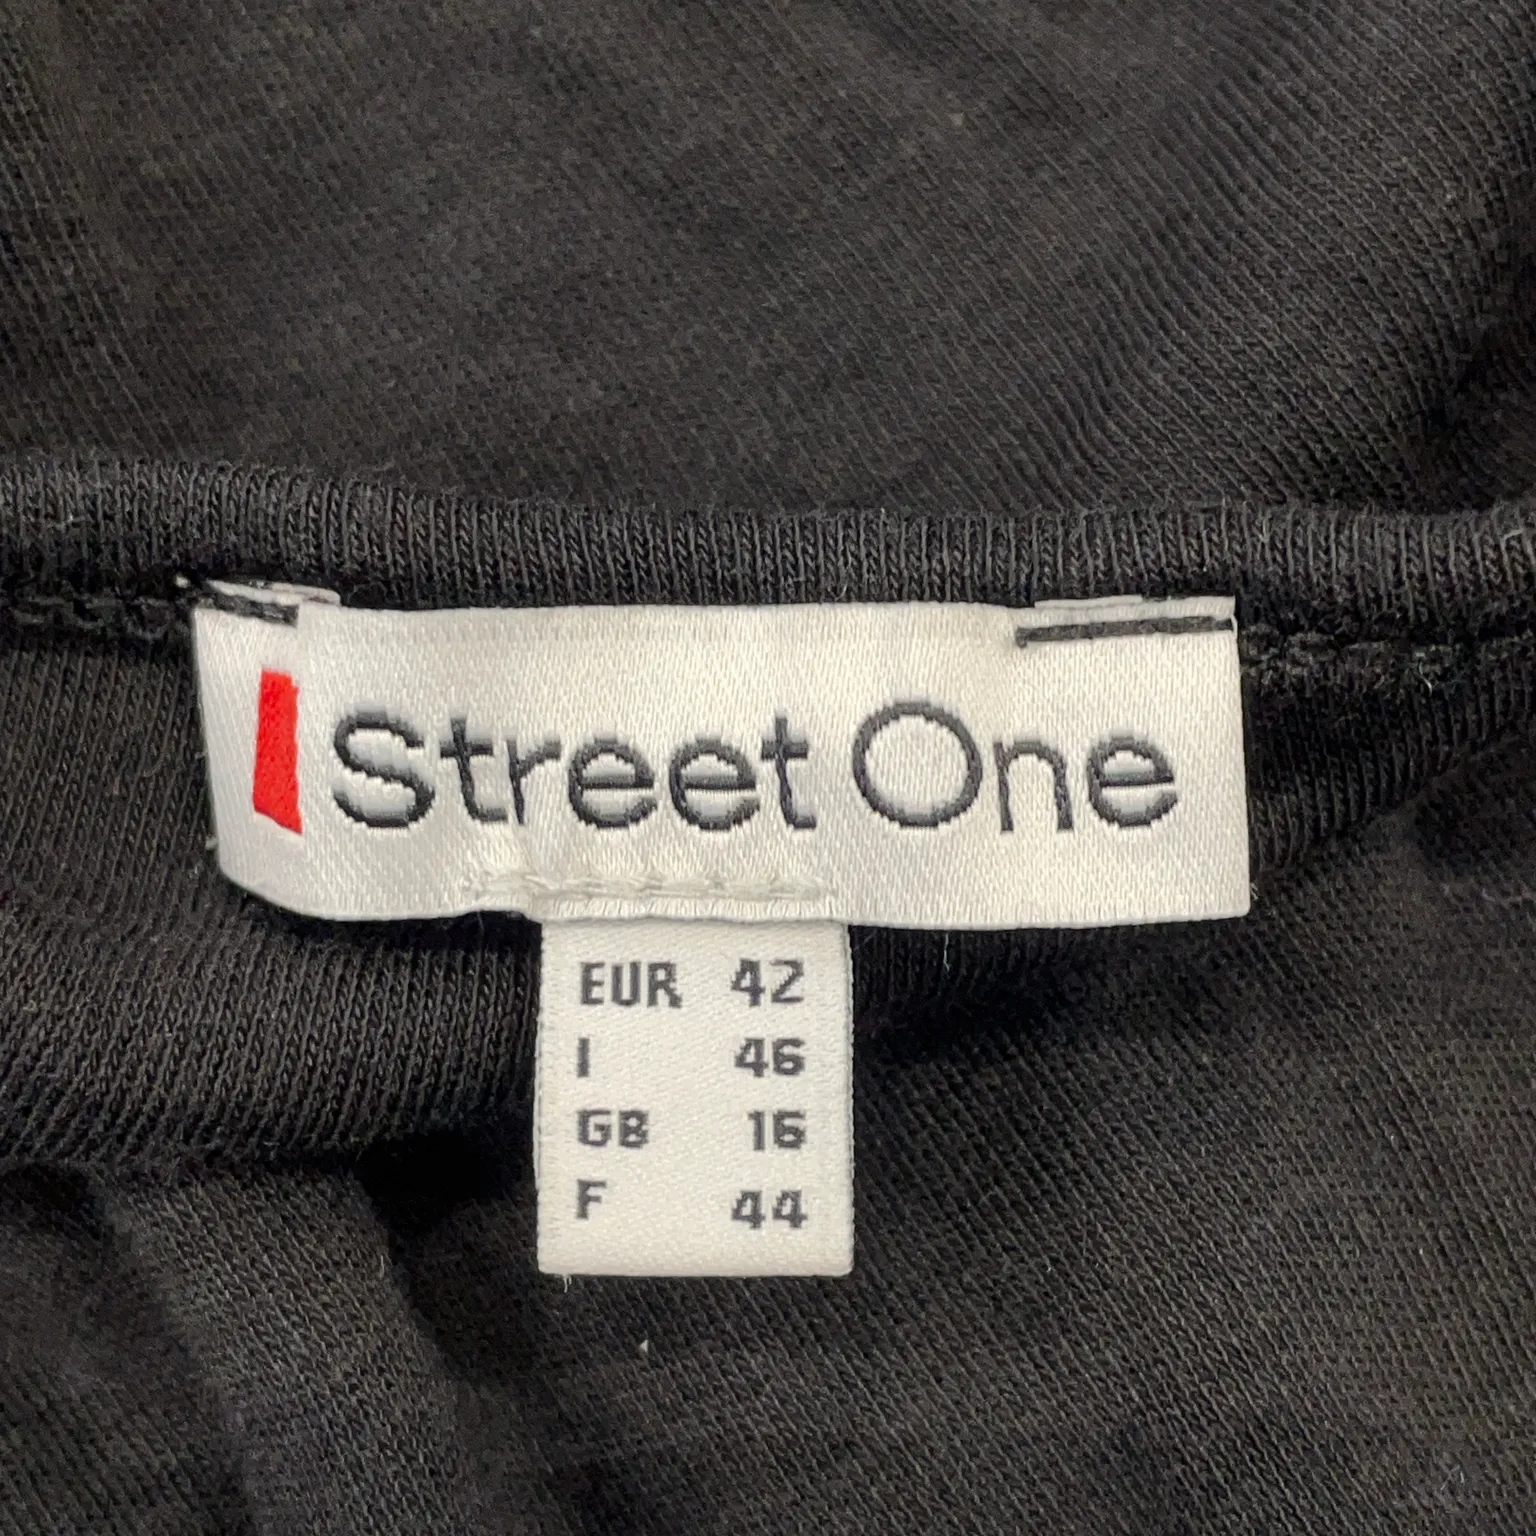 Street One
EUR 42
I 46
GB 16
F 44